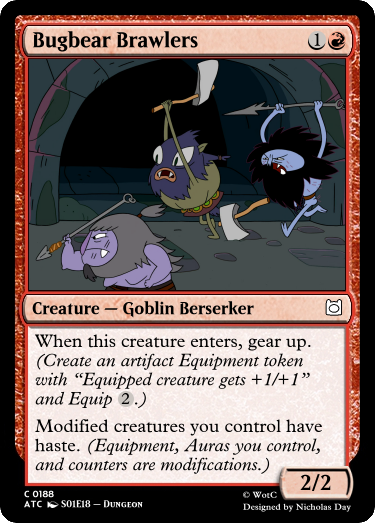 Bugbear Brawlers 1
Creature — Goblin Berserker
When this creature enters, gear up.
(Create an artifact Equipment token
with “Equipped creature gets +1/+1”
and Equip 2.)
Modified creatures you control have
haste. (Equipment, Auras you control,
and counters are modifications.)
2/2
C 0188
ATC S01E18 – Dungeon
© WotC
Designed by Nicholas Day